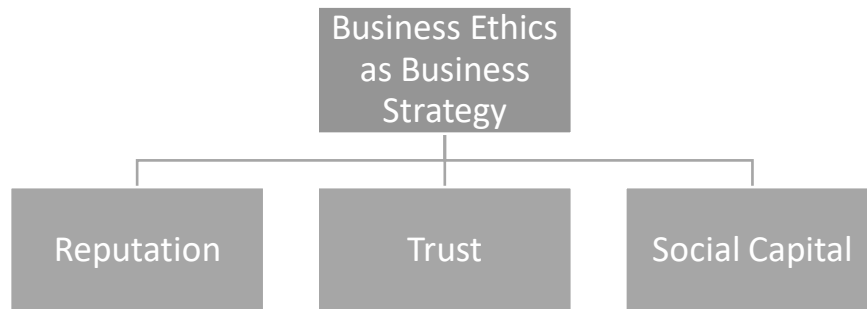 Business Ethics
as Business
Strategy
Reputation
Trust
Social Capital